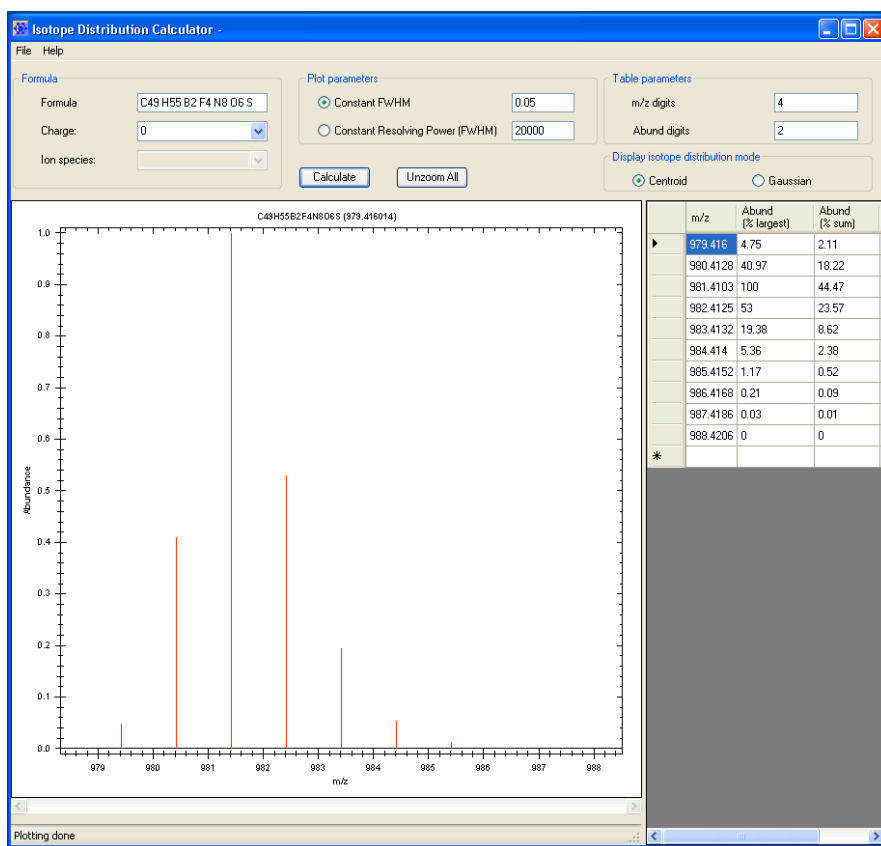 Isotope Distribution Calculator -
File Help
Formula
Formula C49 H55 B2 F4 N8 O6 S
Charge: 0
Ion species:
Plot parameters
Constant FWHM 0.05
Constant Resolving Power (FWHM) 20000
Calculate Unzoom All
Table parameters
m/z digits 4
Abund digits 2
Display isotope distribution mode
Centroid Gaussian
C49H55B2F4N8O6S (979.416014)
1.0
0.9
0.8
0.7
0.6
0.5
0.4
0.3
0.2
0.1
0.0
Abundance
979 980 981 982 983 984 985 986 987 988
m/z
m/z Abund (% largest) Abund (% sum)
979.416 4.75 2.11
980.4128 40.97 18.22
981.4103 100 44.47
982.4125 53 23.57
983.4132 19.38 8.62
984.414 5.36 2.38
985.4152 1.17 0.52
986.4168 0.21 0.09
987.4186 0.03 0.01
988.4206 0 0
*
Plotting done